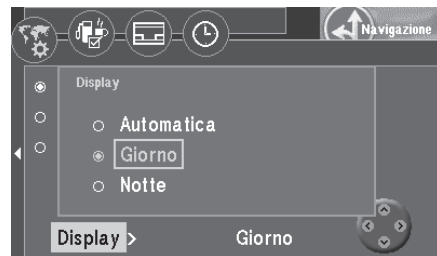 Navigazione
Display
Automatica
Giorno
Notte
Display >
Giorno